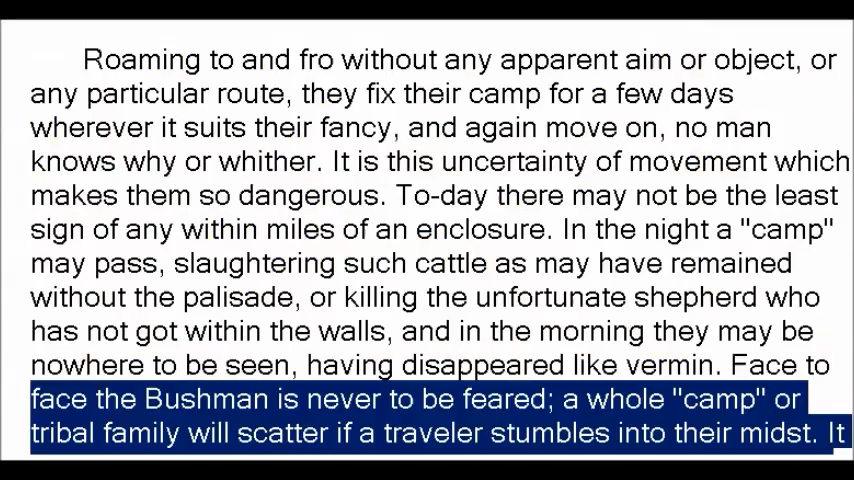 Roaming to and fro without any apparent aim or object, or
any particular route, they fix their camp for a few days
wherever it suits their fancy, and again move on, no man
knows why or whither. It is this uncertainty of movement which
makes them so dangerous. To-day there may not be the least
sign of any within miles of an enclosure. In the night a "camp"
may pass, slaughtering such cattle as may have remained
without the palisade, or killing the unfortunate shepherd who
has not got within the walls, and in the morning they may be
nowhere to be seen, having disappeared like vermin. Face to
face the Bushman is never to be feared; a whole "camp" or
tribal family will scatter if a traveler stumbles into their midst. It